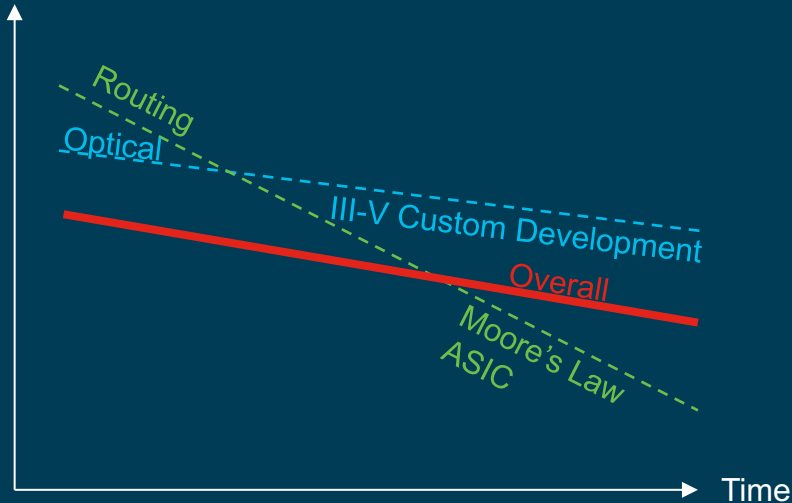 Routing
Optical
III-V Custom Development
Overall
Moore's Law
ASIC
Time